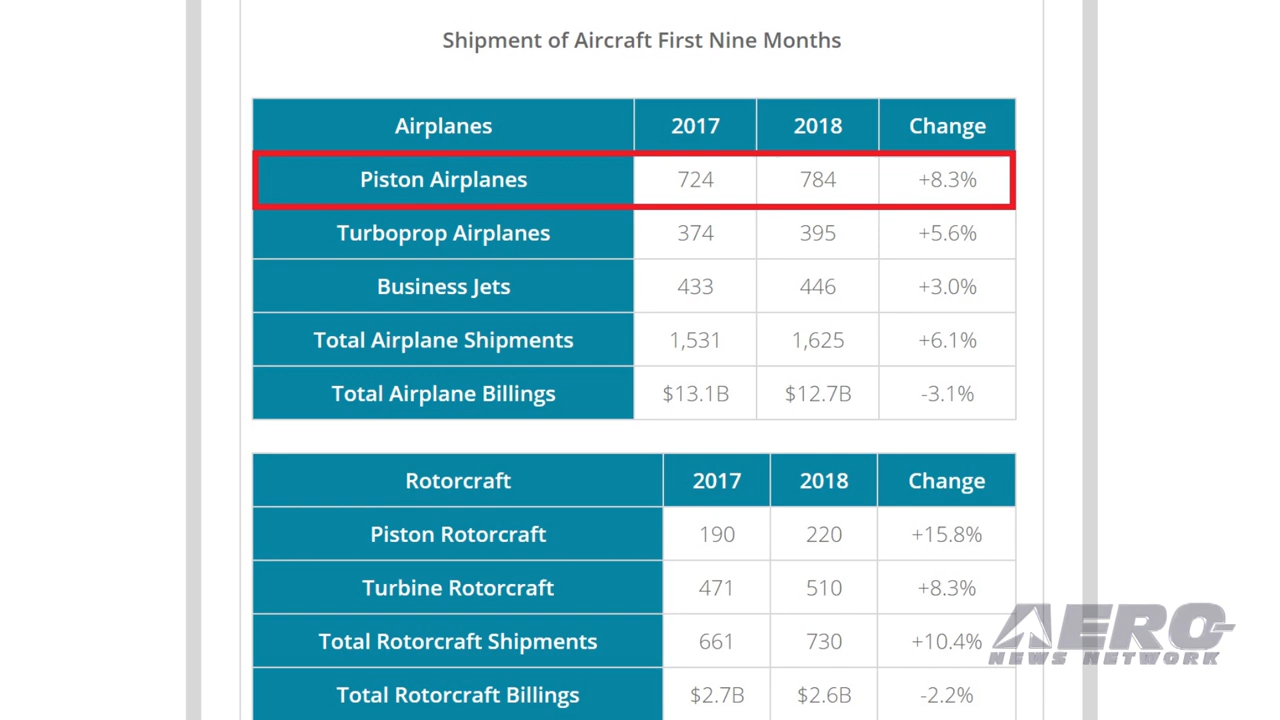 Shipment of Aircraft First Nine Months
Airplanes 2017 2018 Change
Piston Airplanes 724 784 +8.3%
Turboprop Airplanes 374 395 +5.6%
Business Jets 433 446 +3.0%
Total Airplane Shipments 1,531 1,625 +6.1%
Total Airplane Billings $13.1B $12.7B -3.1%
Rotorcraft 2017 2018 Change
Piston Rotorcraft 190 220 +15.8%
Turbine Rotorcraft 471 510 +8.3%
Total Rotorcraft Shipments 661 730 +10.4%
Total Rotorcraft Billings $2.7B $2.6B -2.2%
AERO-
NEWS NETWORK